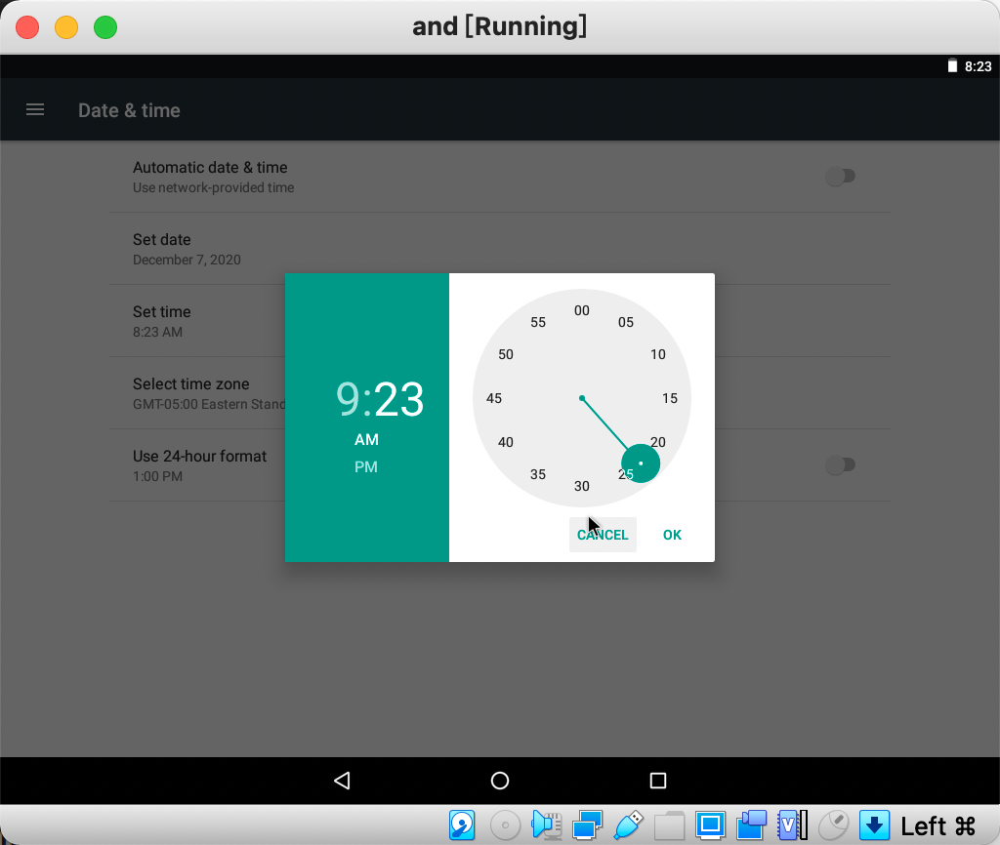 and [Running]
8:23
Date & time
Automatic date & time
Use network-provided time
Set date
December 7, 2020
Set time
8:23 AM
Select time zone
GMT-05:00 Eastern Stand
Use 24-hour format
1:00 PM
9:23
AM
PM
00
05
10
15
20
25
30
35
40
45
50
55
CANCEL
OK
V
Left ⌘